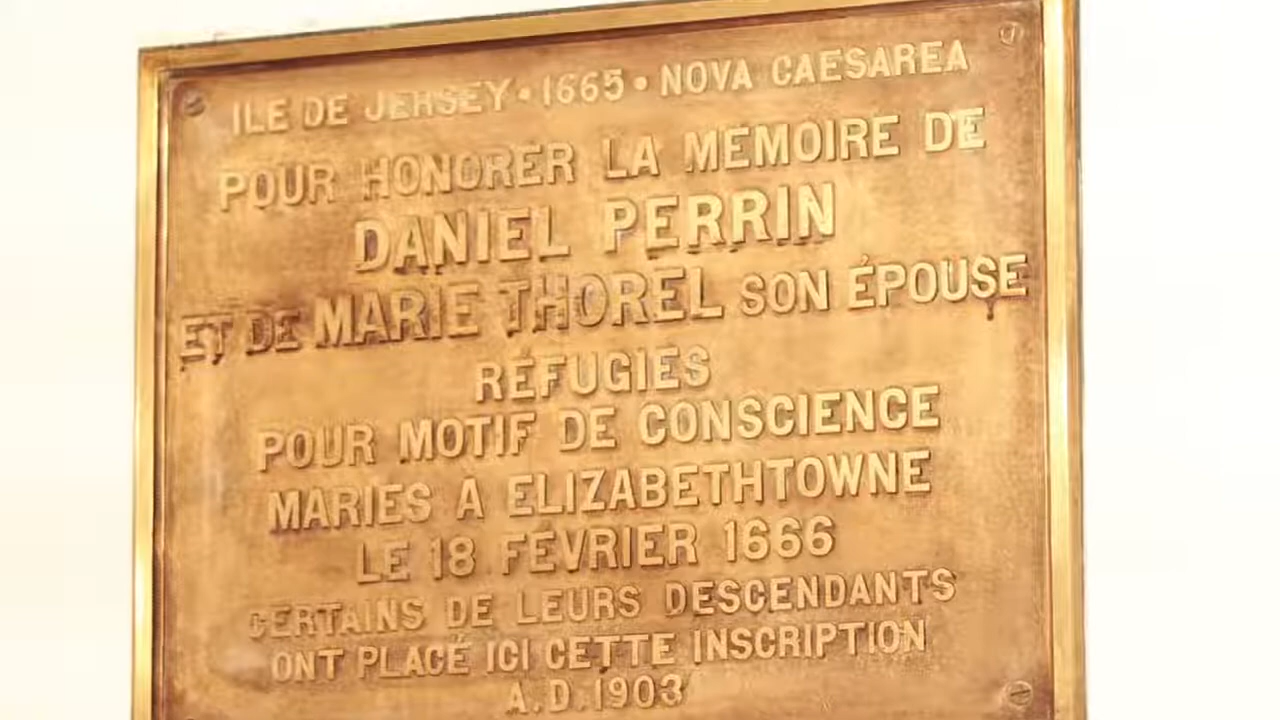 ILE DE JERSEY • 1665 • NOVA CAESAREA
POUR HONORER LA MEMOIRE DE
DANIEL PERRIN
ET DE MARIE THOREL SON ÉPOUSE
RÉFUGIES
POUR MOTIF DE CONSCIENCE
MARIES A ELIZABETHTOWNE
LE 18 FÉVRIER 1666
CERTAINS DE LEURS DESCENDANTS
ONT PLACÉ ICI CETTE INSCRIPTION
A.D.1903